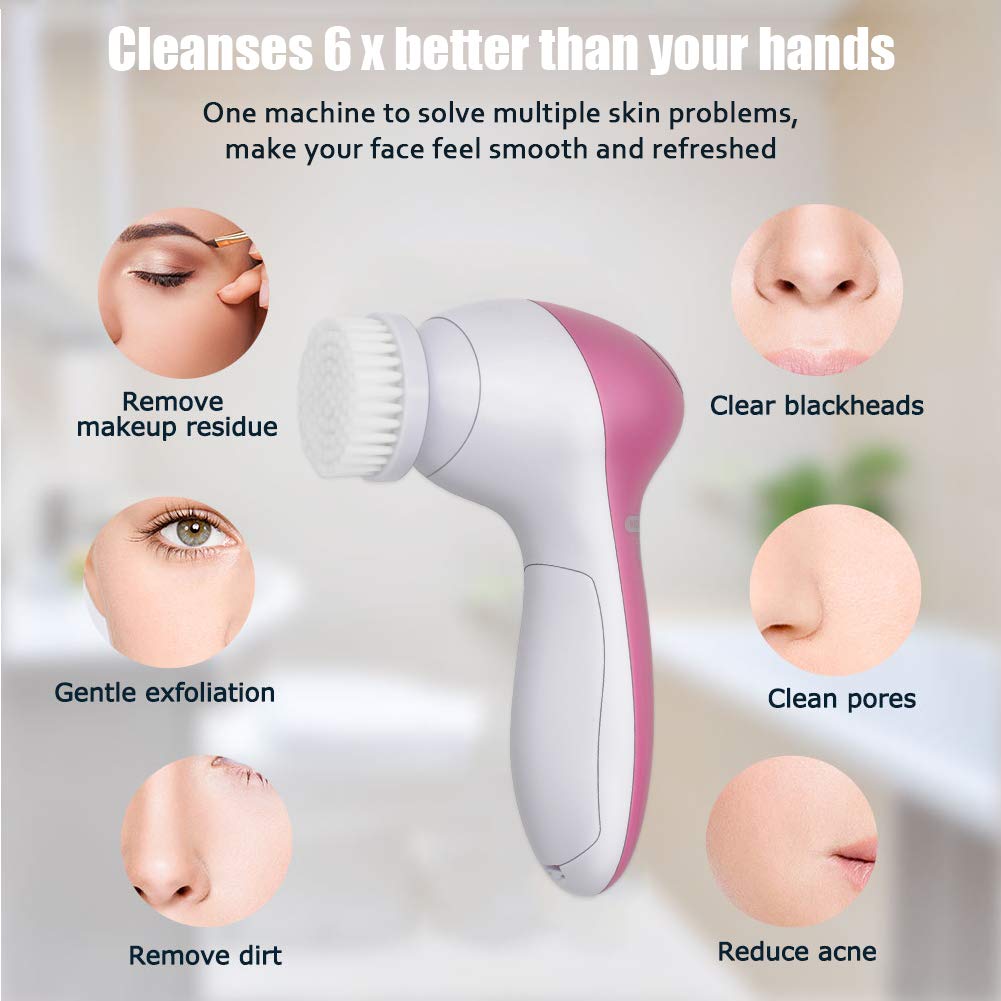 Cleanses 6 x better than your hands
One machine to solve multiple skin problems,
make your face feel smooth and refreshed
Remove
makeup residue
Clear blackheads
Gentle exfoliation
Clean pores
Remove dirt
Reduce acne